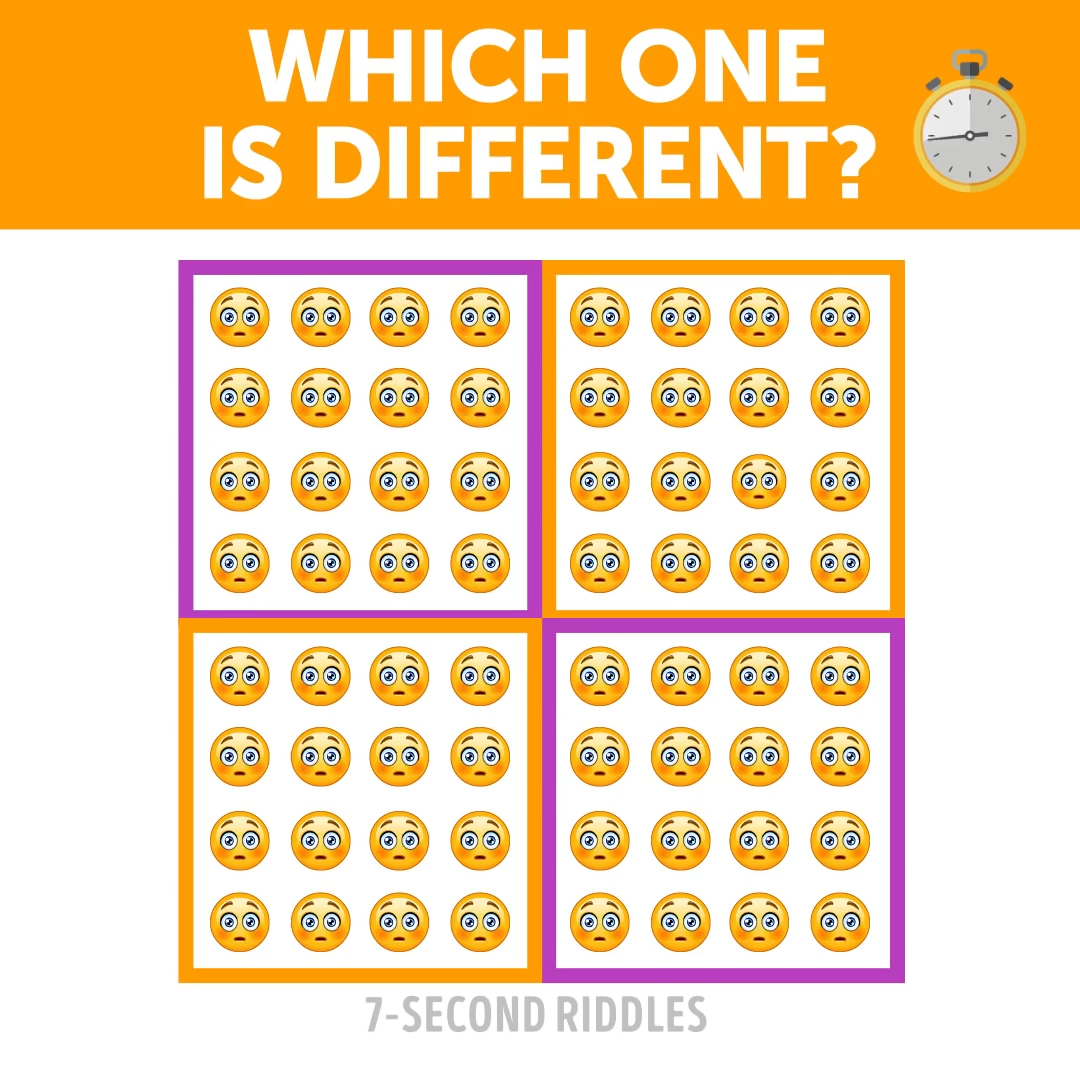 WHICH ONE
IS DIFFERENT?
7-SECOND RIDDLES